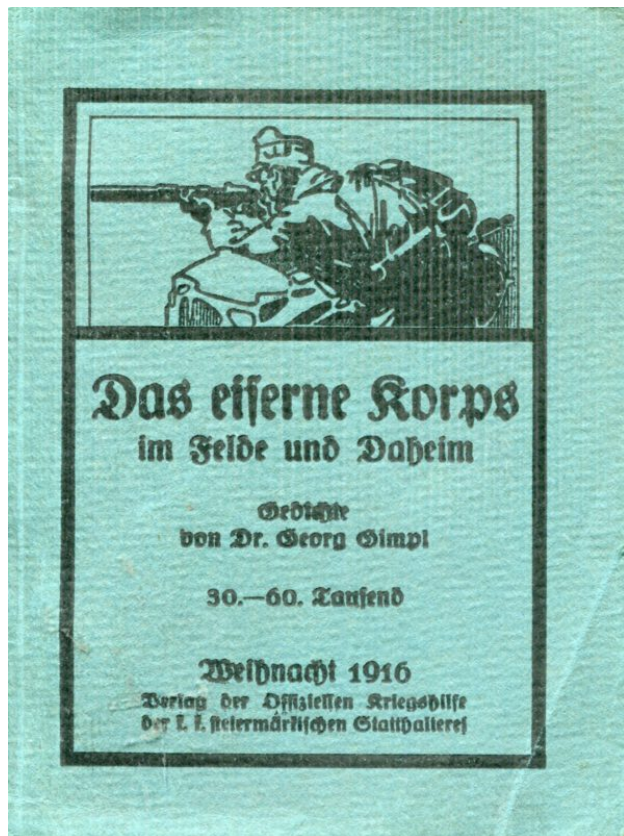 Das eiserne Korps
im Felde und Daheim
Gedichte
von Dr. Georg Gimpl
30.—60. Tausend
Weihnacht 1916
Verlag der Offiziellen Kriegshilfe
der k. k. steiermärkischen Statthalterei